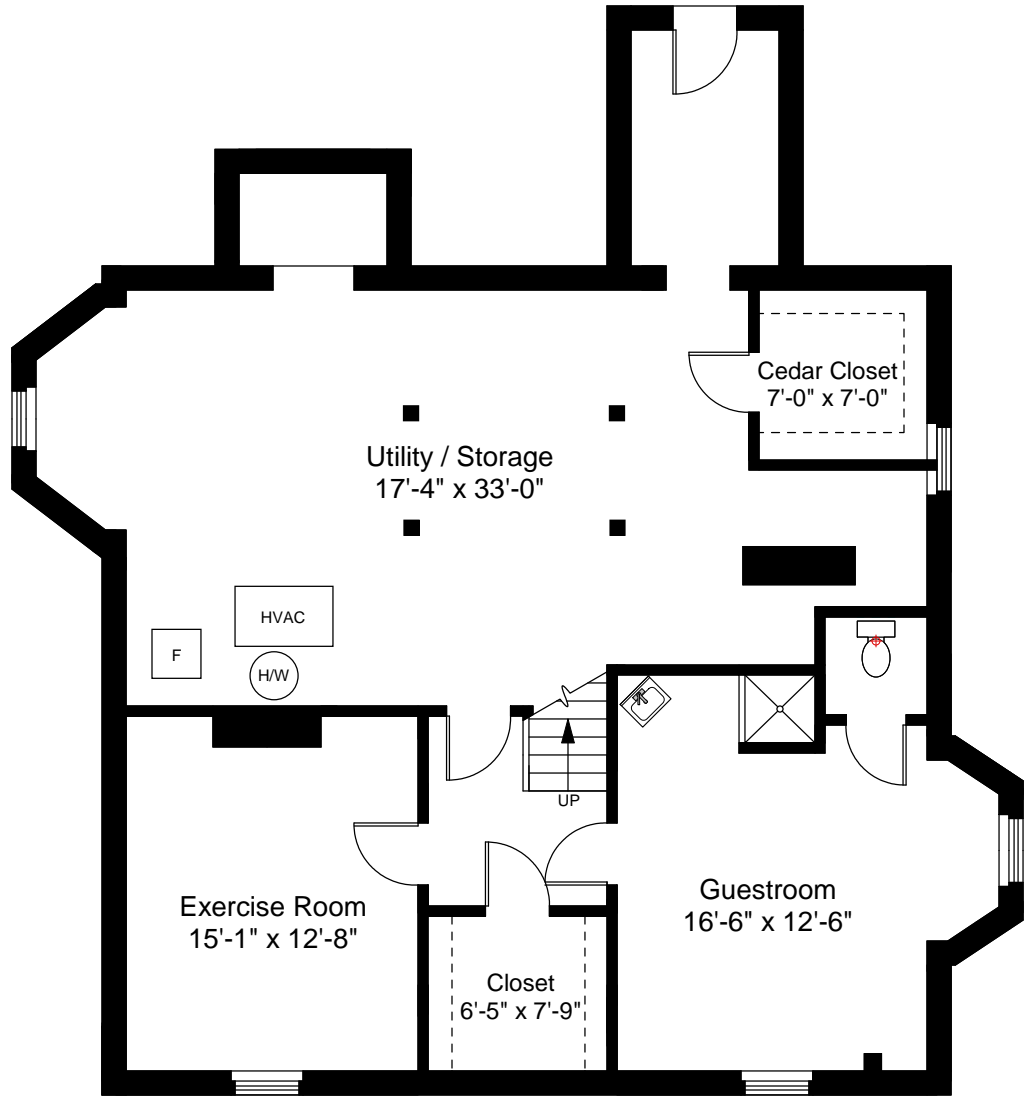 Cedar Closet
7'-0" x 7'-0"
Utility / Storage
17'-4" x 33'-0"
HVAC
F
H/W
UP
Exercise Room
15'-1" x 12'-8"
Guestroom
16'-6" x 12'-6"
Closet
6'-5" x 7'-9"